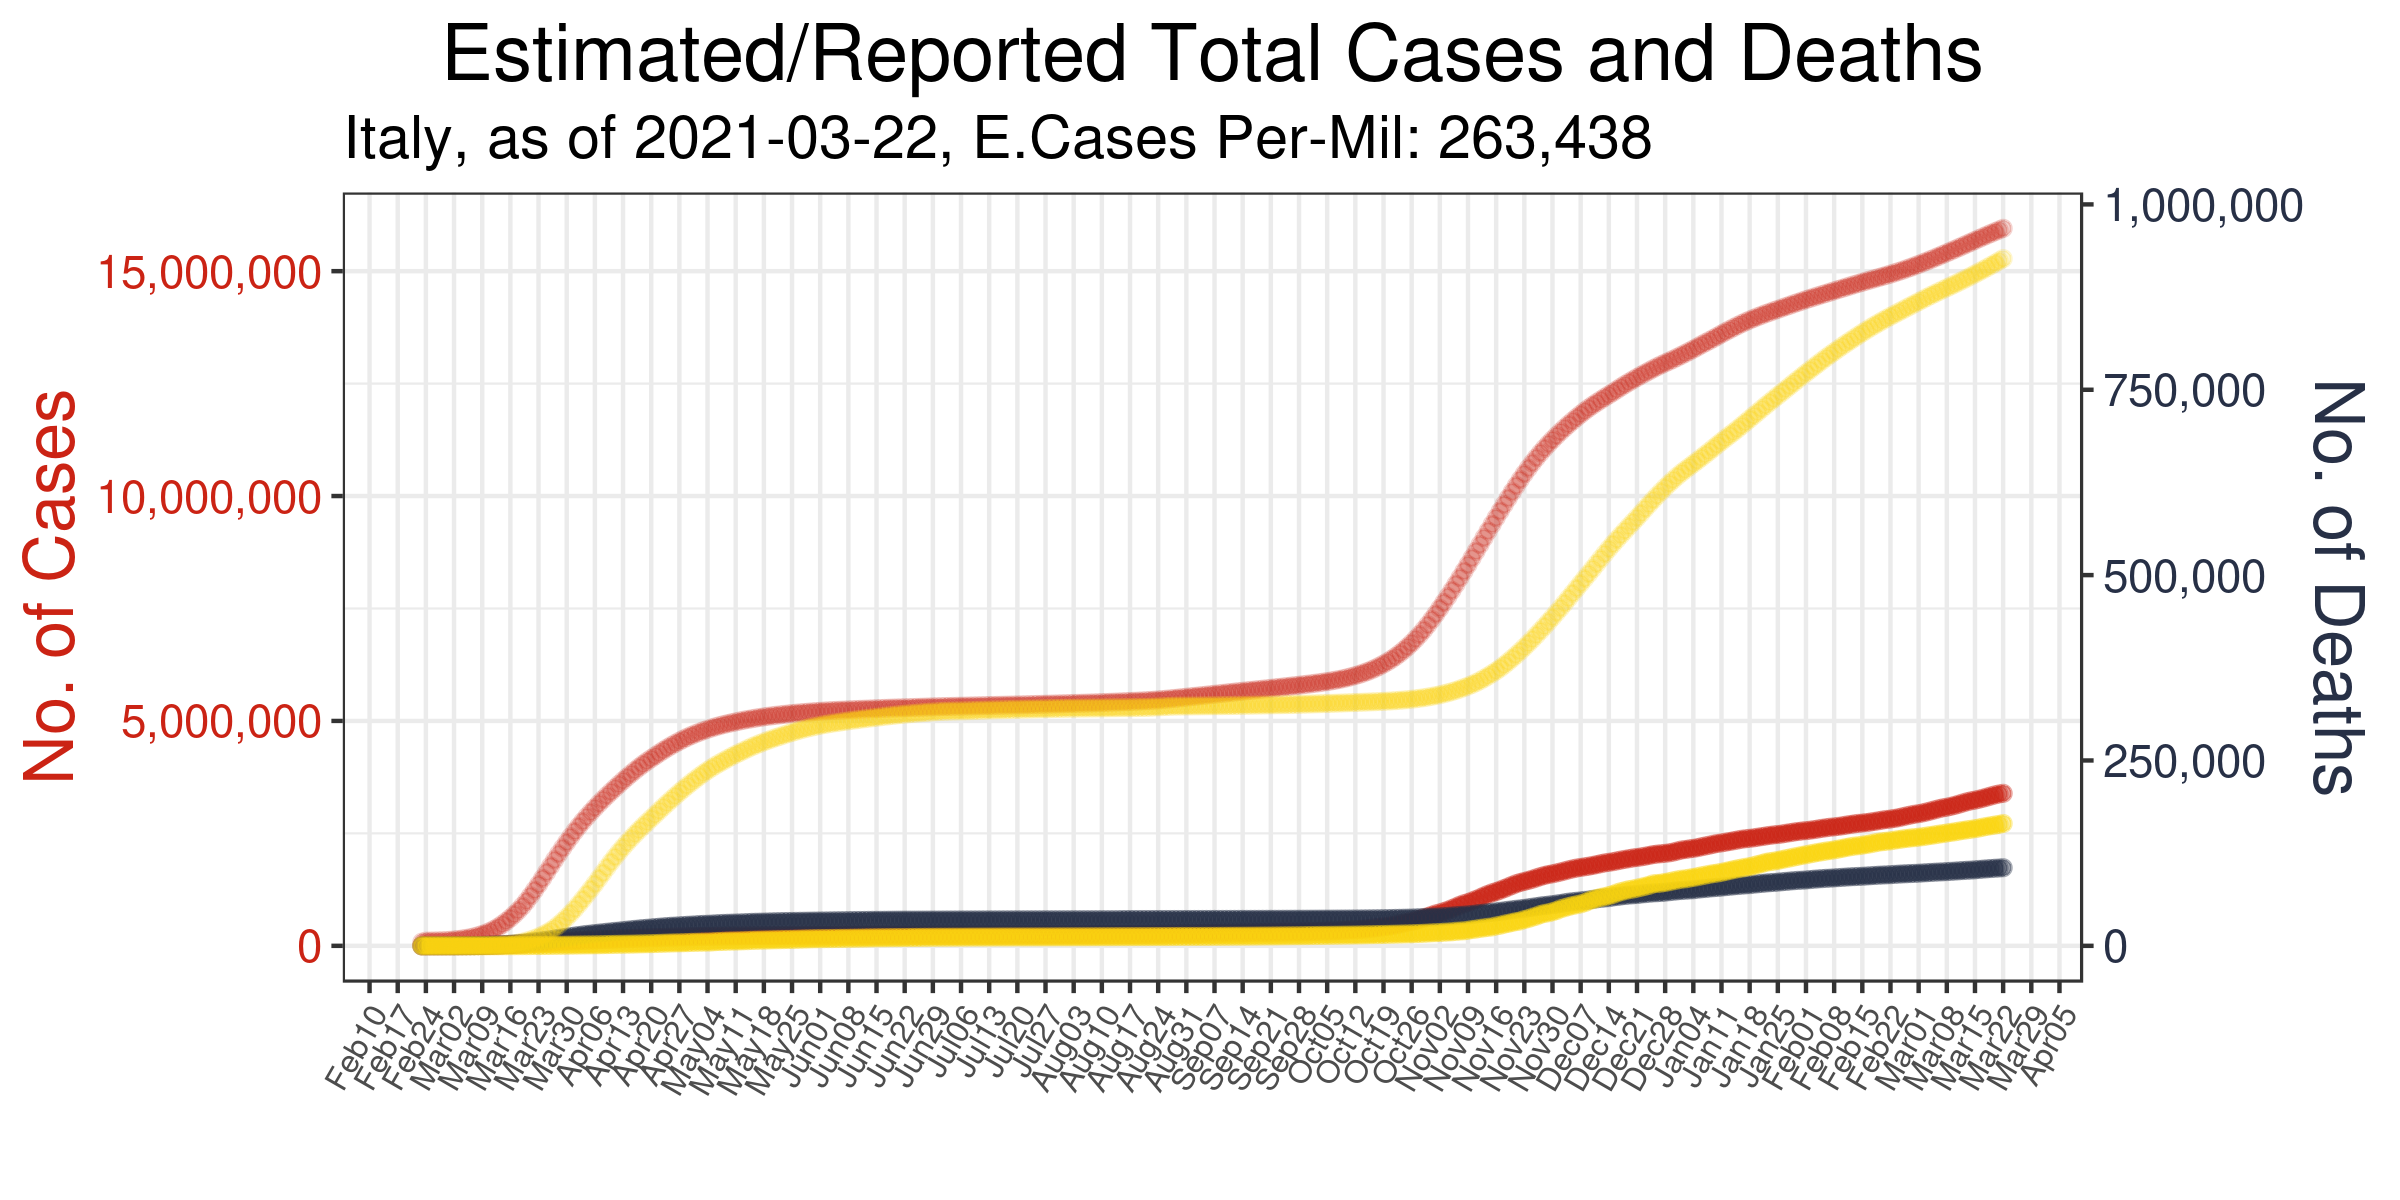 Estimated/Reported Total Cases and Deaths
Italy, as of 2021-03-22, E.Cases Per-Mil: 263,438
No. of Cases
15,000,000
10,000,000
5,000,000
0
1,000,000
750,000
500,000
250,000
0
No. of Deaths
Feb10
Feb17
Feb24
Mar02
Mar09
Mar16
Mar23
Mar30
Apr06
Apr13
Apr20
Apr27
May04
May11
May18
May25
Jun01
Jun08
Jun15
Jun22
Jun29
Jul06
Jul13
Jul20
Jul27
Aug03
Aug10
Aug17
Aug24
Aug31
Sep07
Sep14
Sep21
Sep28
Oct05
Oct12
Oct19
Oct26
Nov02
Nov09
Nov16
Nov23
Nov30
Dec07
Dec14
Dec21
Dec28
Jan04
Jan11
Jan18
Jan25
Feb01
Feb08
Feb15
Feb22
Mar01
Mar08
Mar15
Mar22
Mar29
Apr05